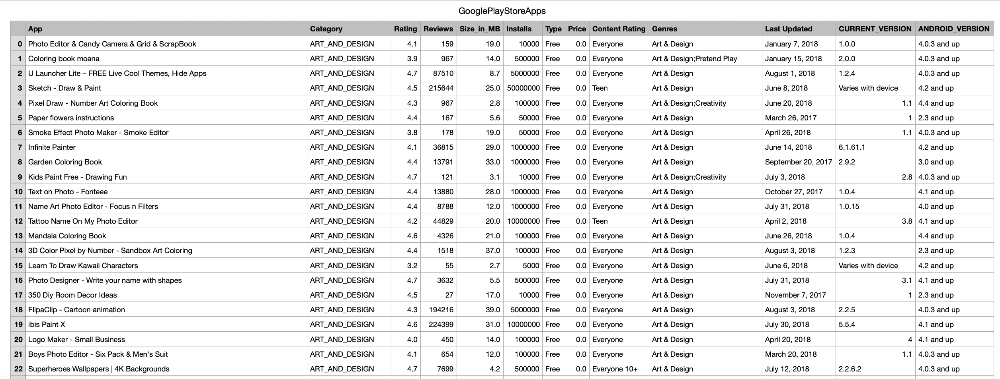 GooglePlayStoreApps
App Category Rating Reviews Size_in_MB Installs Type Price Content Rating Genres Last Updated CURRENT_VERSION ANDROID_VERSION
0 Photo Editor & Candy Camera & Grid & ScrapBook ART_AND_DESIGN 4.1 159 19.0 10000 Free 0.0 Everyone Art & Design January 7, 2018 1.0.0 4.0.3 and up
1 Coloring book moana ART_AND_DESIGN 3.9 967 14.0 500000 Free 0.0 Everyone Art & Design;Pretend Play January 15, 2018 2.0.0 4.0.3 and up
2 U Launcher Lite – FREE Live Cool Themes, Hide Apps ART_AND_DESIGN 4.7 87510 8.7 5000000 Free 0.0 Everyone Art & Design August 1, 2018 1.2.4 4.0.3 and up
3 Sketch - Draw & Paint ART_AND_DESIGN 4.5 215644 25.0 50000000 Free 0.0 Teen Art & Design June 8, 2018 Varies with device 4.2 and up
4 Pixel Draw - Number Art Coloring Book ART_AND_DESIGN 4.3 967 2.8 100000 Free 0.0 Everyone Art & Design;Creativity June 20, 2018 1.1 4.4 and up
5 Paper flowers instructions ART_AND_DESIGN 4.4 167 5.6 50000 Free 0.0 Everyone Art & Design March 26, 2017 1 2.3 and up
6 Smoke Effect Photo Maker - Smoke Editor ART_AND_DESIGN 3.8 178 19.0 50000 Free 0.0 Everyone Art & Design April 26, 2018 1.1 4.0.3 and up
7 Infinite Painter ART_AND_DESIGN 4.1 36815 29.0 1000000 Free 0.0 Everyone Art & Design June 14, 2018 6.1.61.1 4.2 and up
8 Garden Coloring Book ART_AND_DESIGN 4.4 13791 33.0 1000000 Free 0.0 Everyone Art & Design September 20, 2017 2.9.2 3.0 and up
9 Kids Paint Free - Drawing Fun ART_AND_DESIGN 4.7 121 3.1 10000 Free 0.0 Everyone Art & Design;Creativity July 3, 2018 2.8 4.0.3 and up
10 Text on Photo - Fonteee ART_AND_DESIGN 4.4 13880 28.0 1000000 Free 0.0 Everyone Art & Design October 27, 2017 1.0.4 4.1 and up
11 Name Art Photo Editor - Focus n Filters ART_AND_DESIGN 4.4 8788 12.0 1000000 Free 0.0 Everyone Art & Design July 31, 2018 1.0.15 4.0 and up
12 Tattoo Name On My Photo Editor ART_AND_DESIGN 4.2 44829 20.0 10000000 Free 0.0 Teen Art & Design April 2, 2018 3.8 4.1 and up
13 Mandala Coloring Book ART_AND_DESIGN 4.6 4326 21.0 100000 Free 0.0 Everyone Art & Design June 26, 2018 1.0.4 4.4 and up
14 3D Color Pixel by Number - Sandbox Art Coloring ART_AND_DESIGN 4.4 1518 37.0 100000 Free 0.0 Everyone Art & Design August 3, 2018 1.2.3 2.3 and up
15 Learn To Draw Kawaii Characters ART_AND_DESIGN 3.2 55 2.7 5000 Free 0.0 Everyone Art & Design June 6, 2018 Varies with device 4.2 and up
16 Photo Designer - Write your name with shapes ART_AND_DESIGN 4.7 3632 5.5 500000 Free 0.0 Everyone Art & Design July 31, 2018 3.1 4.1 and up
17 350 Diy Room Decor Ideas ART_AND_DESIGN 4.5 27 17.0 10000 Free 0.0 Everyone Art & Design November 7, 2017 1 2.3 and up
18 FlipaClip - Cartoon animation ART_AND_DESIGN 4.3 194216 39.0 5000000 Free 0.0 Everyone Art & Design August 3, 2018 2.2.5 4.0.3 and up
19 ibis Paint X ART_AND_DESIGN 4.6 224399 31.0 10000000 Free 0.0 Everyone Art & Design July 30, 2018 5.5.4 4.1 and up
20 Logo Maker - Small Business ART_AND_DESIGN 4.0 450 14.0 100000 Free 0.0 Everyone Art & Design April 20, 2018 4 4.1 and up
21 Boys Photo Editor - Six Pack & Men's Suit ART_AND_DESIGN 4.1 654 12.0 100000 Free 0.0 Everyone Art & Design March 20, 2018 1.1 4.0.3 and up
22 Superheroes Wallpapers | 4K Backgrounds ART_AND_DESIGN 4.7 7699 4.2 500000 Free 0.0 Everyone 10+ Art & Design July 12, 2018 2.2.6.2 4.0.3 and up